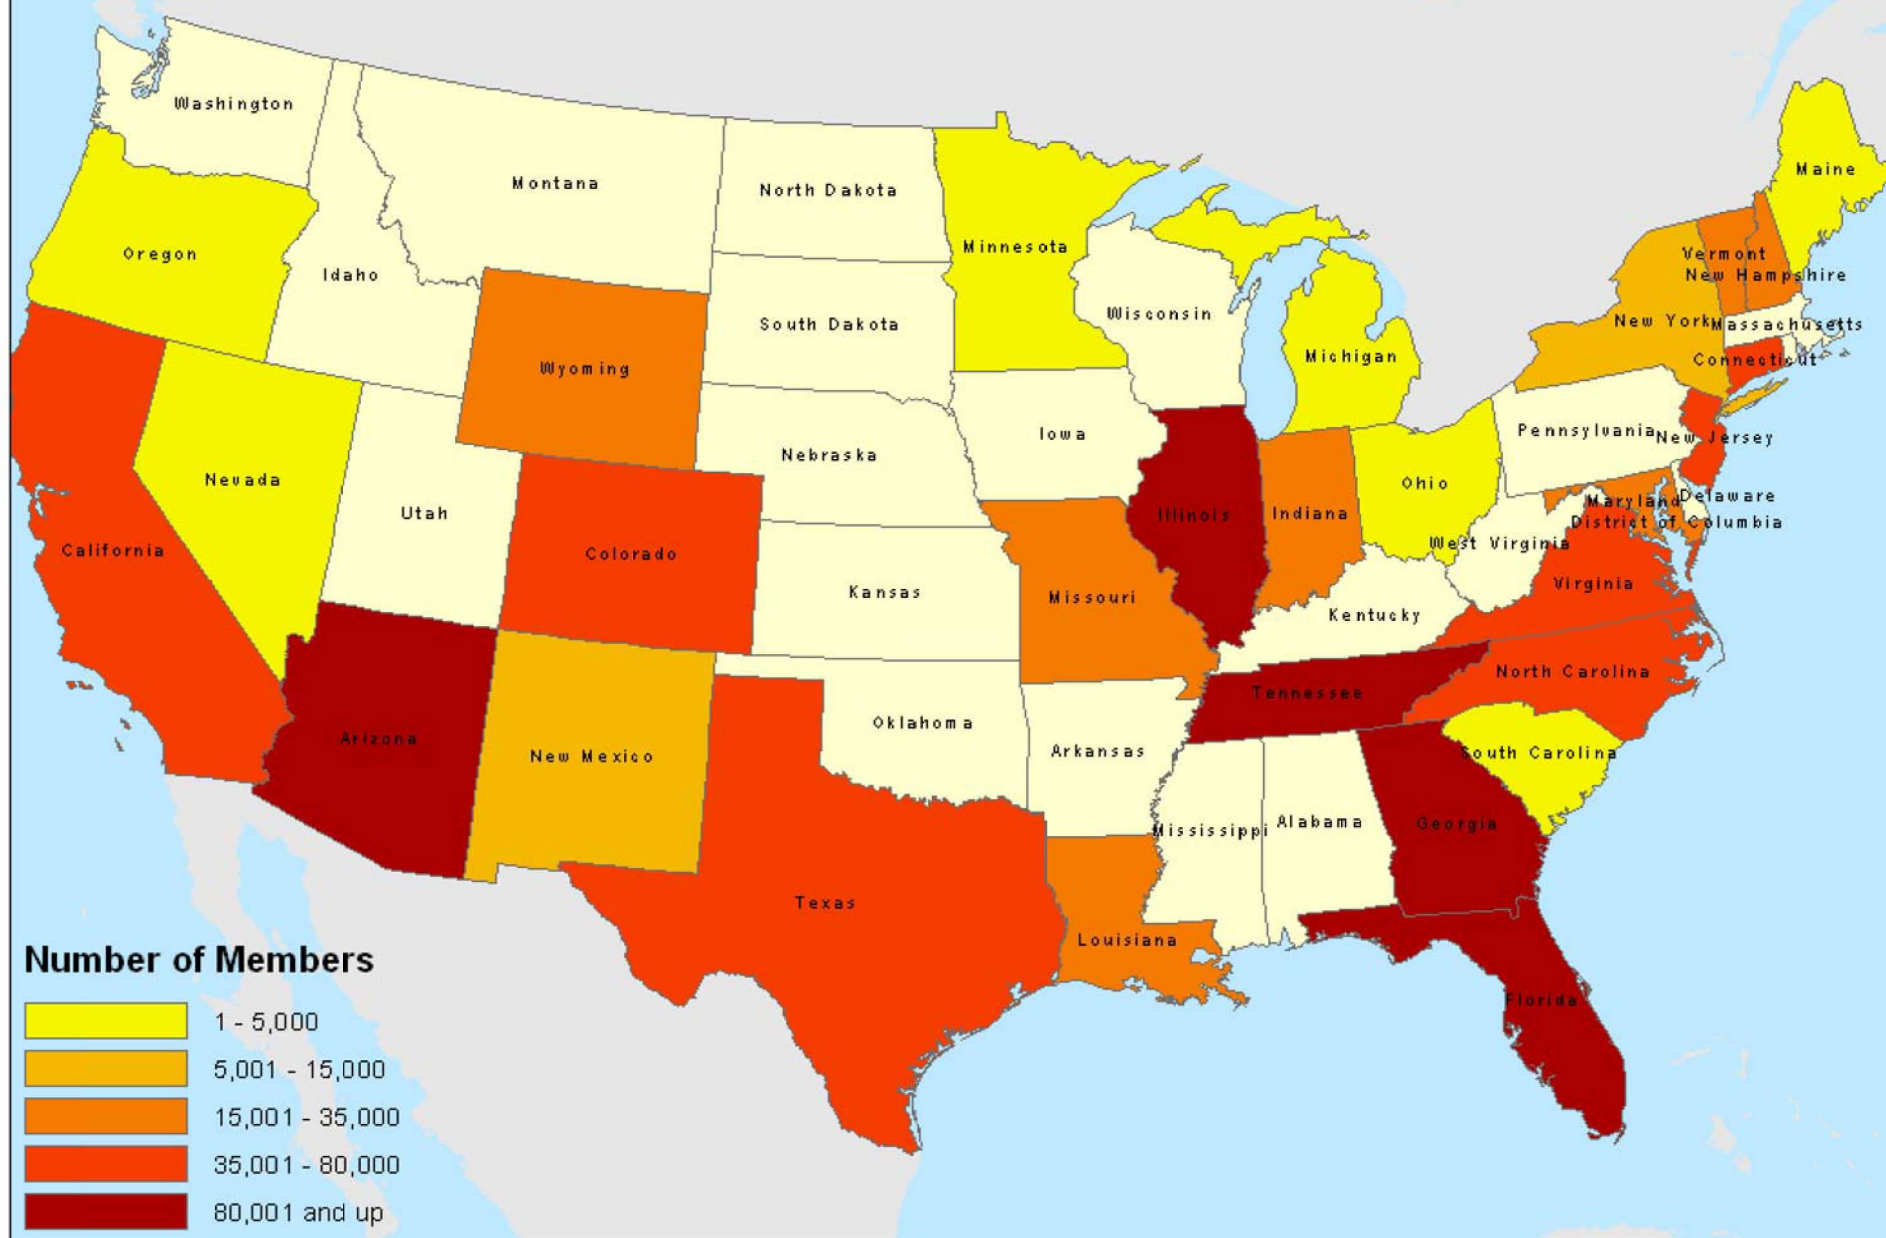 Washington
Montana
North Dakota
Minnesota
Maine
Oregon
Idaho
Vermont
New Hampshire
Wisconsin
South Dakota
New York
Massachusetts
Michigan
Connecticut
Wyoming
Iowa
Pennsylvania
New Jersey
Nebraska
Nevada
Ohio
Utah
Illinois
Indiana
Maryland
Delaware
District of Columbia
California
Colorado
West Virginia
Kansas
Missouri
Virginia
Kentucky
North Carolina
Tennessee
Arizona
New Mexico
Oklahoma
Arkansas
South Carolina
Mississippi
Alabama
Georgia
Texas
Louisiana
Florida
Number of Members
1 - 5,000
5,001 - 15,000
15,001 - 35,000
35,001 - 80,000
80,001 and up